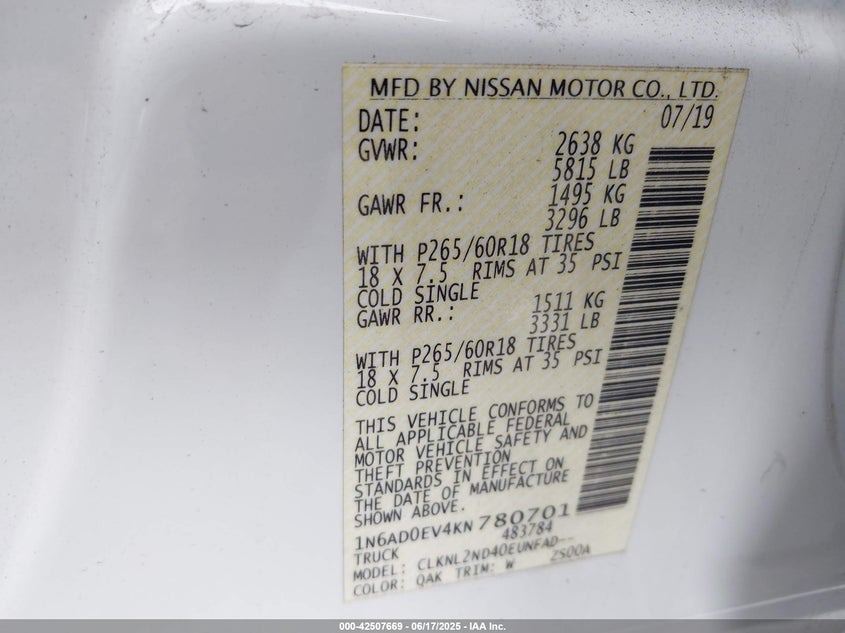 MFD BY NISSAN MOTOR CO., LTD.
DATE: 07/19
GVWR: 2638 KG
5815 LB
GAWR FR.: 1495 KG
3296 LB
WITH P265/60R18 TIRES
18 X 7.5 RIMS AT 35 PSI
COLD SINGLE
GAWR RR.: 1511 KG
3331 LB
WITH P265/60R18 TIRES
18 X 7.5 RIMS AT 35 PSI
COLD SINGLE
THIS VEHICLE CONFORMS TO
ALL APPLICABLE FEDERAL
MOTOR VEHICLE SAFETY AND
THEFT PREVENTION
STANDARDS IN EFFECT ON
THE DATE OF MANUFACTURE
SHOWN ABOVE.
1N6AD0EV4KN780701
TRUCK 483784
MODEL: CLKNL2ND40EUNFAD--
COLOR: QAK TRIM: W ZS00A
000-42507669 - 06/17/2025 - IAA Inc.